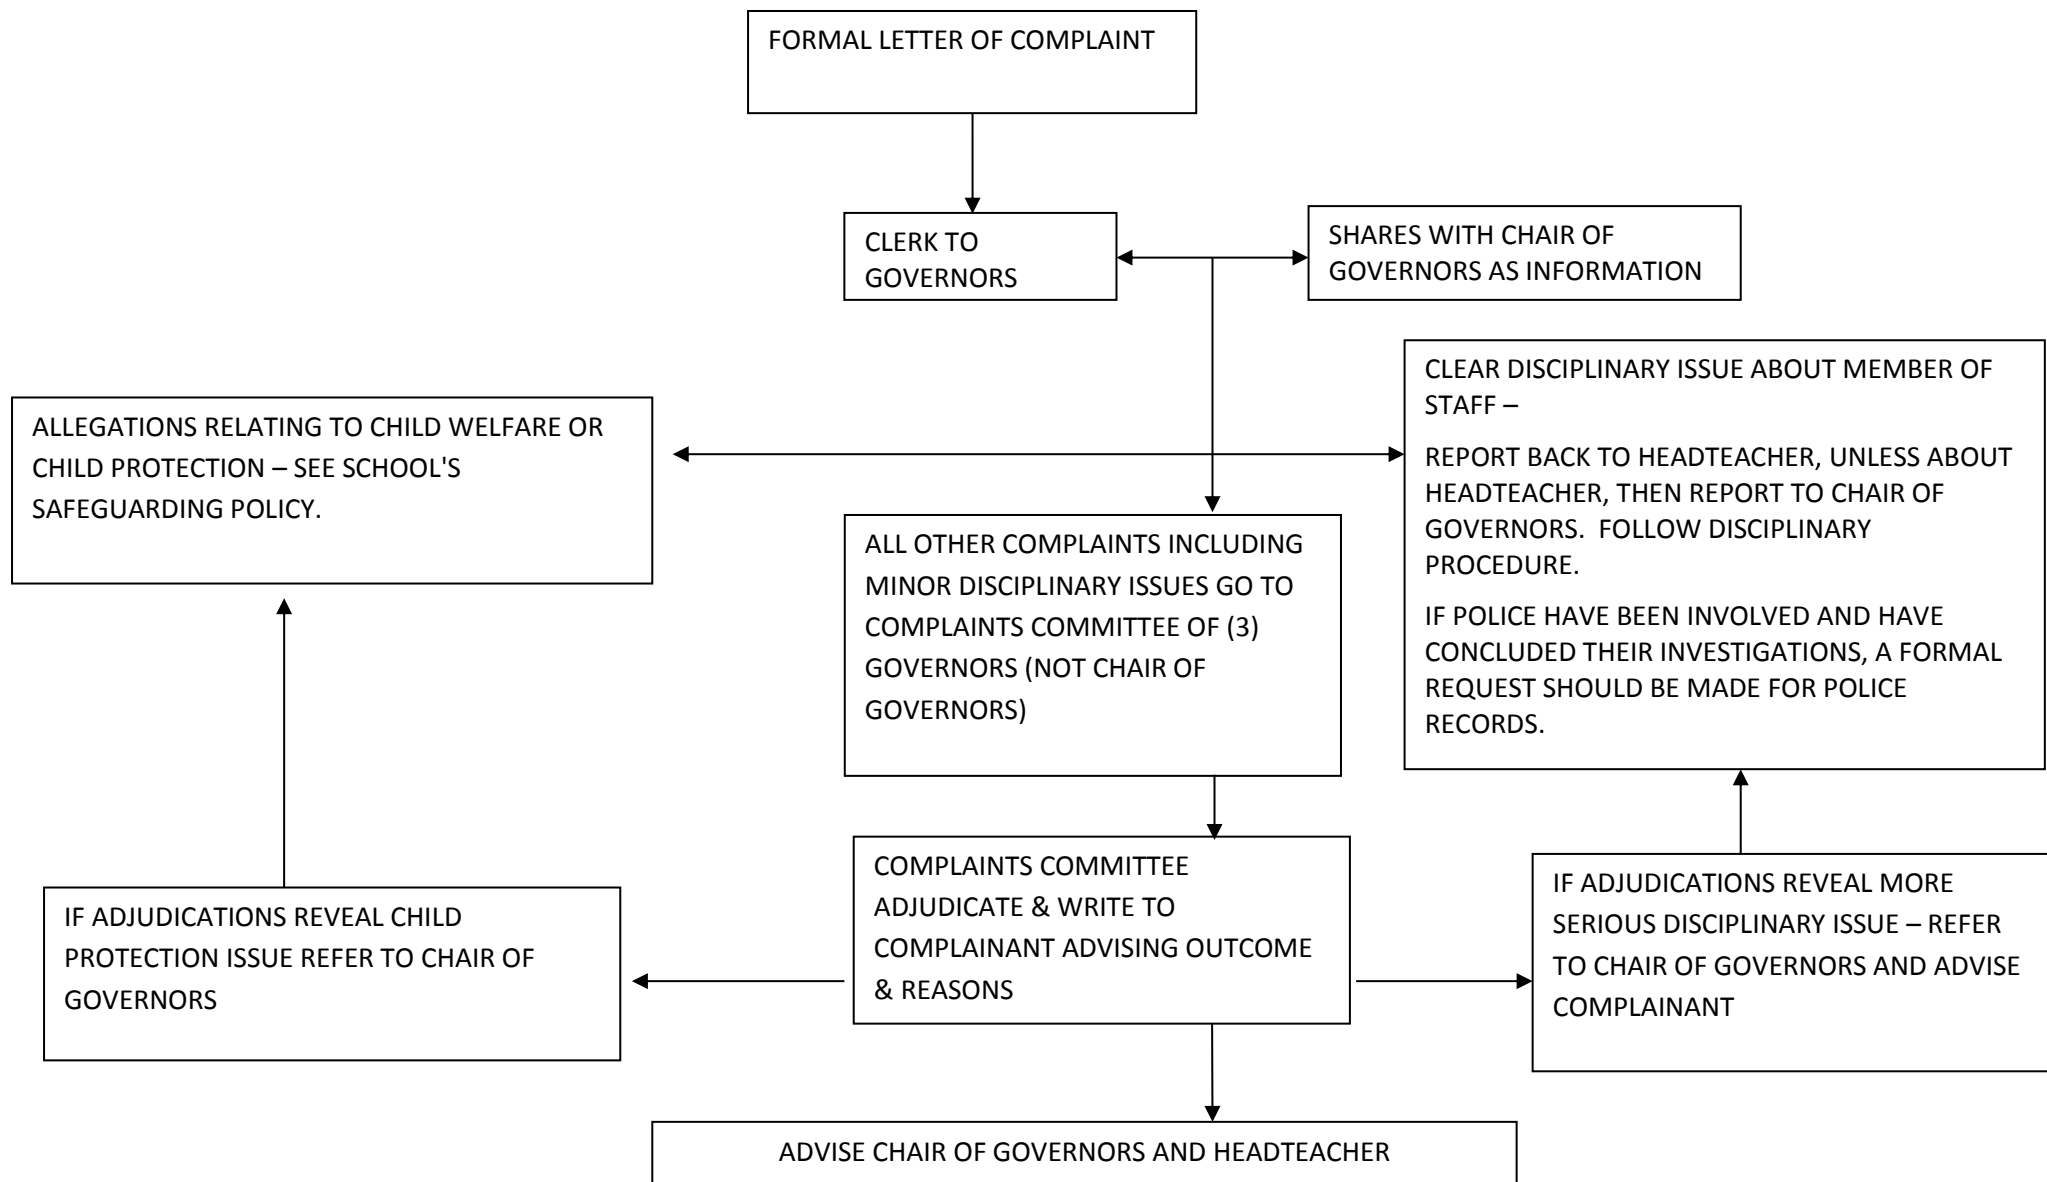 FORMAL LETTER OF COMPLAINT
CLERK TO
GOVERNORS
SHARES WITH CHAIR OF
GOVERNORS AS INFORMATION
ALLEGATIONS RELATING TO CHILD WELFARE OR
CHILD PROTECTION – SEE SCHOOL'S
SAFEGUARDING POLICY.
CLEAR DISCIPLINARY ISSUE ABOUT MEMBER OF
STAFF –
REPORT BACK TO HEADTEACHER, UNLESS ABOUT
HEADTEACHER, THEN REPORT TO CHAIR OF
GOVERNORS.  FOLLOW DISCIPLINARY
PROCEDURE.
IF POLICE HAVE BEEN INVOLVED AND HAVE
CONCLUDED THEIR INVESTIGATIONS, A FORMAL
REQUEST SHOULD BE MADE FOR POLICE
RECORDS.
ALL OTHER COMPLAINTS INCLUDING
MINOR DISCIPLINARY ISSUES GO TO
COMPLAINTS COMMITTEE OF (3)
GOVERNORS (NOT CHAIR OF
GOVERNORS)
COMPLAINTS COMMITTEE
ADJUDICATE & WRITE TO
COMPLAINANT ADVISING OUTCOME
& REASONS
IF ADJUDICATIONS REVEAL CHILD
PROTECTION ISSUE REFER TO CHAIR OF
GOVERNORS
IF ADJUDICATIONS REVEAL MORE
SERIOUS DISCIPLINARY ISSUE – REFER
TO CHAIR OF GOVERNORS AND ADVISE
COMPLAINANT
ADVISE CHAIR OF GOVERNORS AND HEADTEACHER